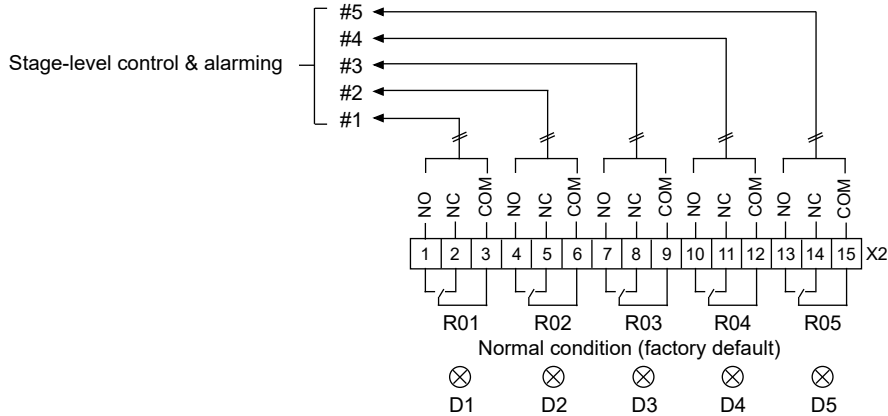 #5
#4
Stage-level control & alarming
#3
#2
#1
NO NC COM NO NC COM NO NC COM NO NC COM NO NC COM
1 2 3 4 5 6 7 8 9 10 11 12 13 14 15 X2
R01 R02 R03 R04 R05
Normal condition (factory default)
D1 D2 D3 D4 D5